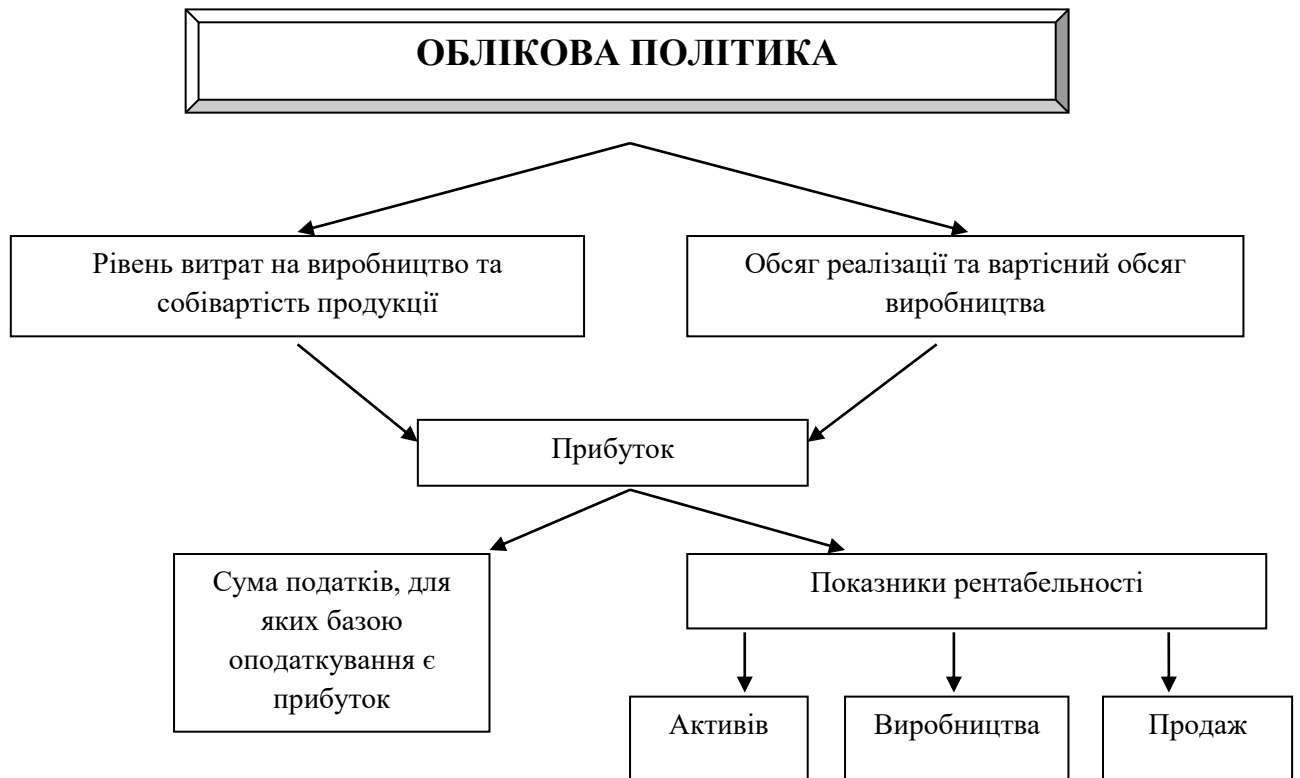 ОБЛІКОВА ПОЛІТИКА
Рівень витрат на виробництво та
собівартість продукції
Обсяг реалізації та вартісний обсяг
виробництва
Прибуток
Сума податків, для
яких базою
оподаткування є
прибуток
Показники рентабельності
Активів
Виробництва
Продаж